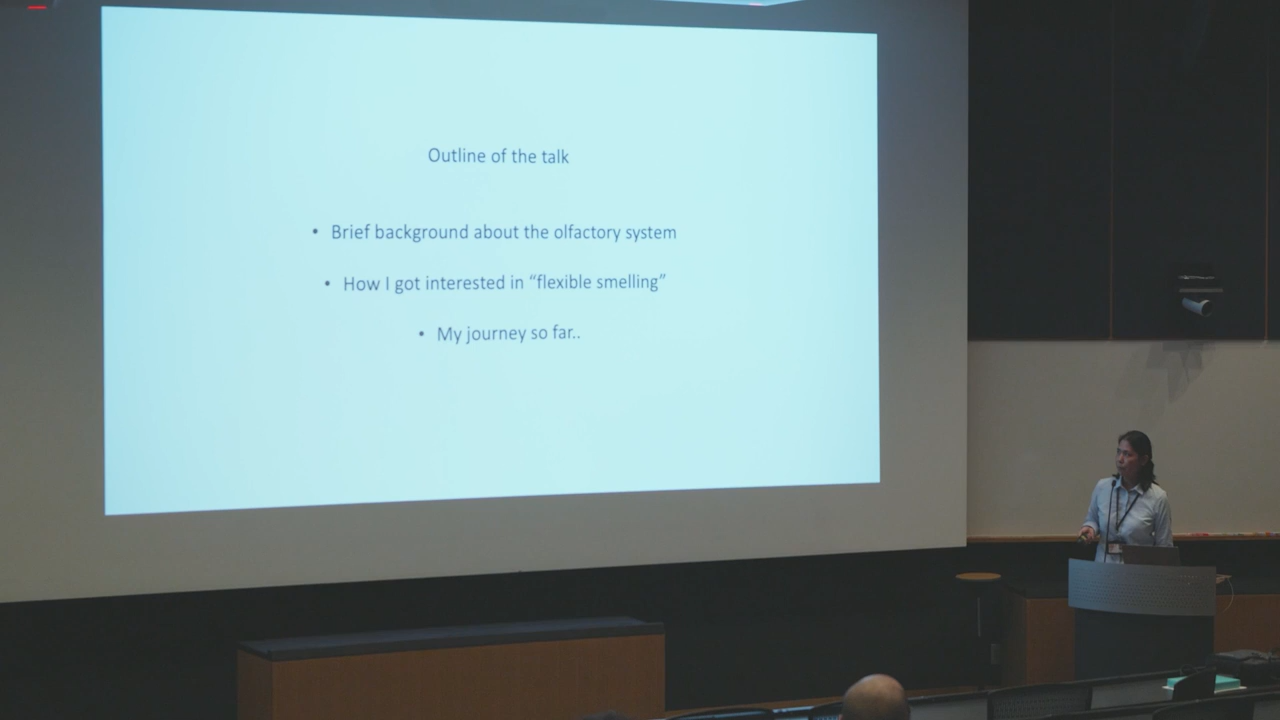 Outline of the talk
• Brief background about the olfactory system
• How I got interested in “flexible smelling”
• My journey so far..